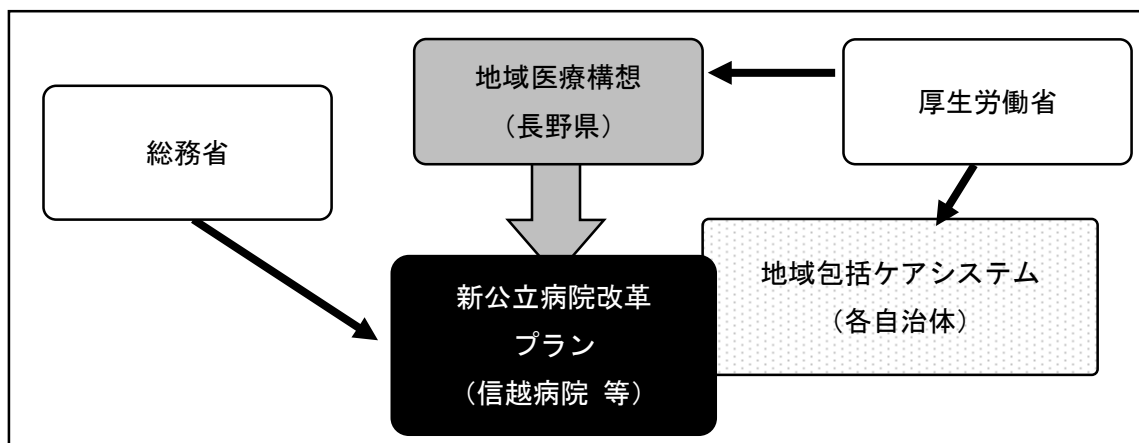 地域医療構想
（長野県）
厚生労働省
総務省
地域包括ケアシステム
（各自治体）
新公立病院改革
プラン
（信越病院 等）